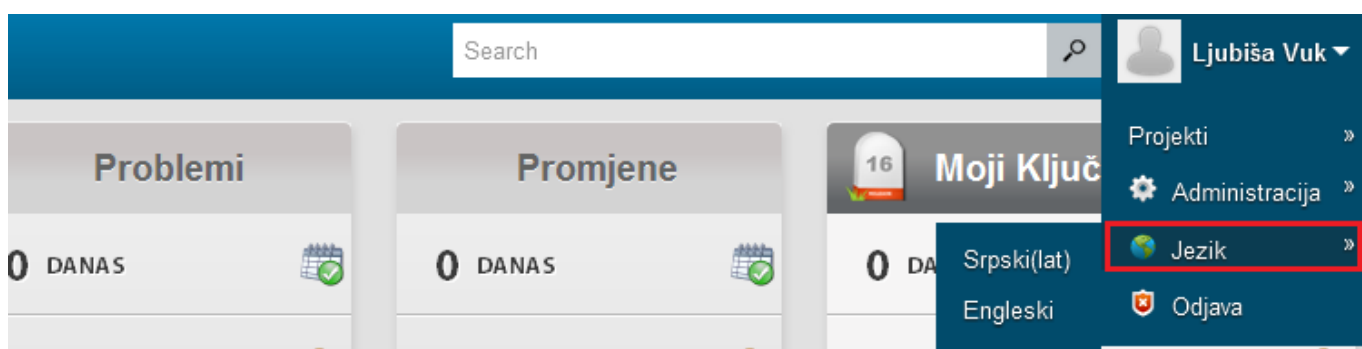 Search
Ljubiša Vuk
Problemi
Promjene
16
Moji Ključ
Projekti »
Administracija »
Jezik »
Odjava
0 DANAS
0 DANAS
0 DA
Srpski(lat)
Engleski